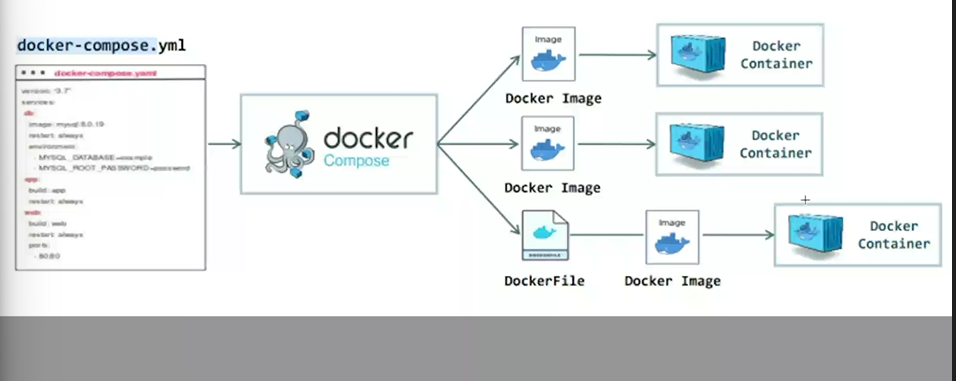 docker-compose.yml
docker-compose.yaml
version: "3.7"
services:
db:
image: mysql:8.0.19
restart: always
environment:
- MYSQL_DATABASE=example
- MYSQL_ROOT_PASSWORD=password
app:
build: app
restart: always
web:
build: web
restart: always
ports:
- 80:80
docker
Compose
Image
Docker Image
Docker
Container
Image
Docker Image
Docker
Container
DockerFile
Image
Docker Image
Docker
Container